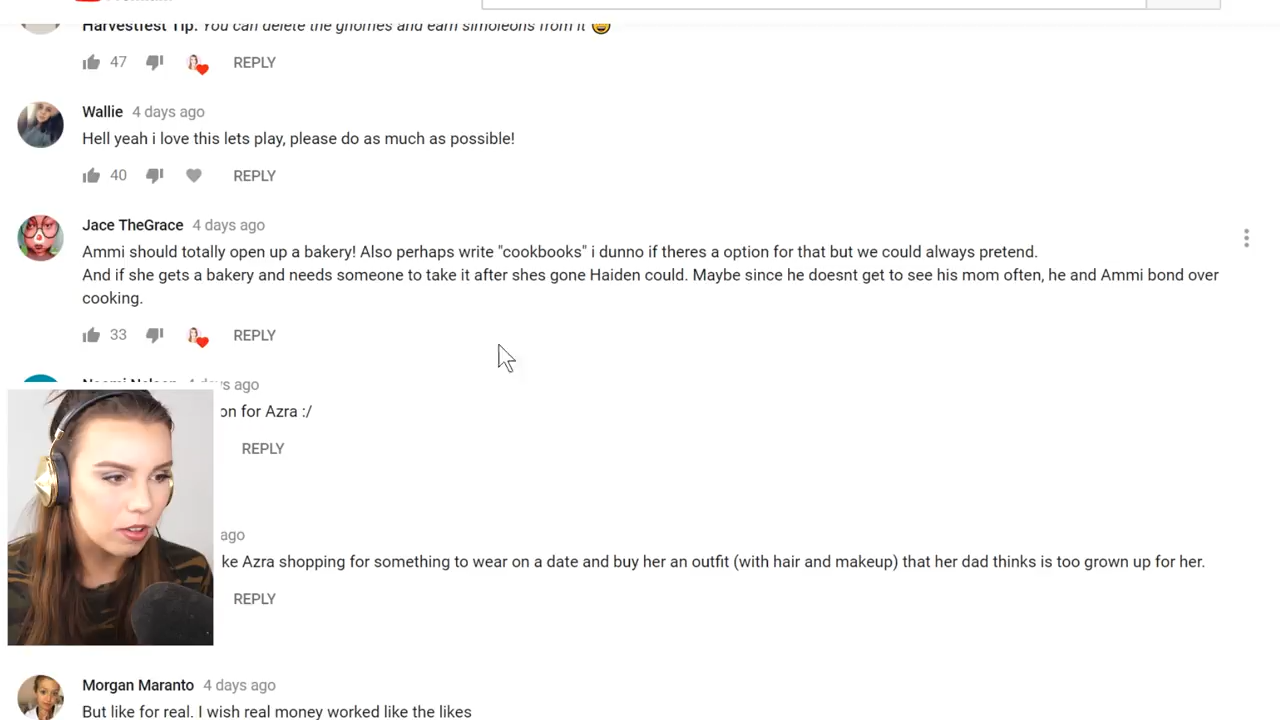 Harvestfest Tip. You can delete the gnomes and earn simoleons from it
47 REPLY
Wallie 4 days ago
Hell yeah i love this lets play, please do as much as possible!
40 REPLY
Jace TheGrace 4 days ago
Ammi should totally open up a bakery! Also perhaps write "cookbooks" i dunno if theres a option for that but we could always pretend.
And if she gets a bakery and needs someone to take it after shes gone Haiden could. Maybe since he doesnt get to see his mom often, he and Ammi bond over
cooking.
33 REPLY
days ago
on for Azra :/
REPLY
ago
ke Azra shopping for something to wear on a date and buy her an outfit (with hair and makeup) that her dad thinks is too grown up for her.
REPLY
Morgan Maranto 4 days ago
But like for real. I wish real money worked like the likes